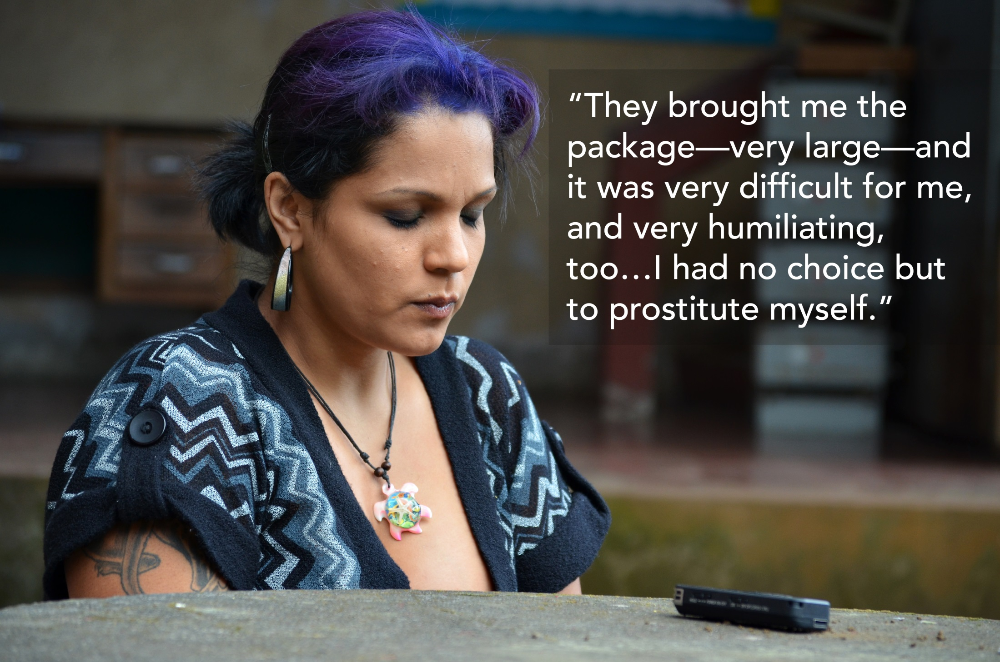 “They brought me the
package—very large—and
it was very difficult for me,
and very humiliating,
too…I had no choice but
to prostitute myself.”